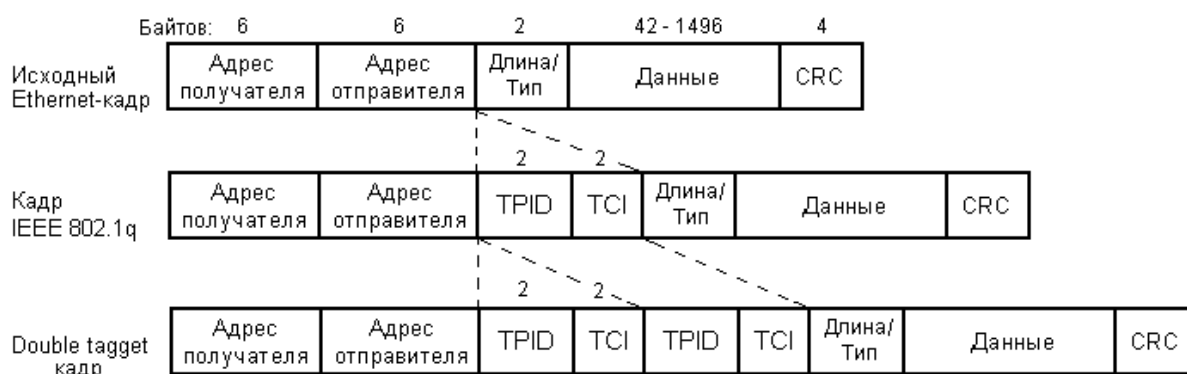 Байтов: 6 6 2 42 - 1496 4
Исходный
Ethernet-кадр
Адрес
получателя
Адрес
отправителя
Длина/
Тип
Данные
CRC
2 2
Кадр
IEEE 802.1q
Адрес
получателя
Адрес
отправителя
TPID
TCI
Длина/
Тип
Данные
CRC
2 2
Double tagget
кадр
Адрес
получателя
Адрес
отправителя
TPID
TCI
TPID
TCI
Длина/
Тип
Данные
CRC